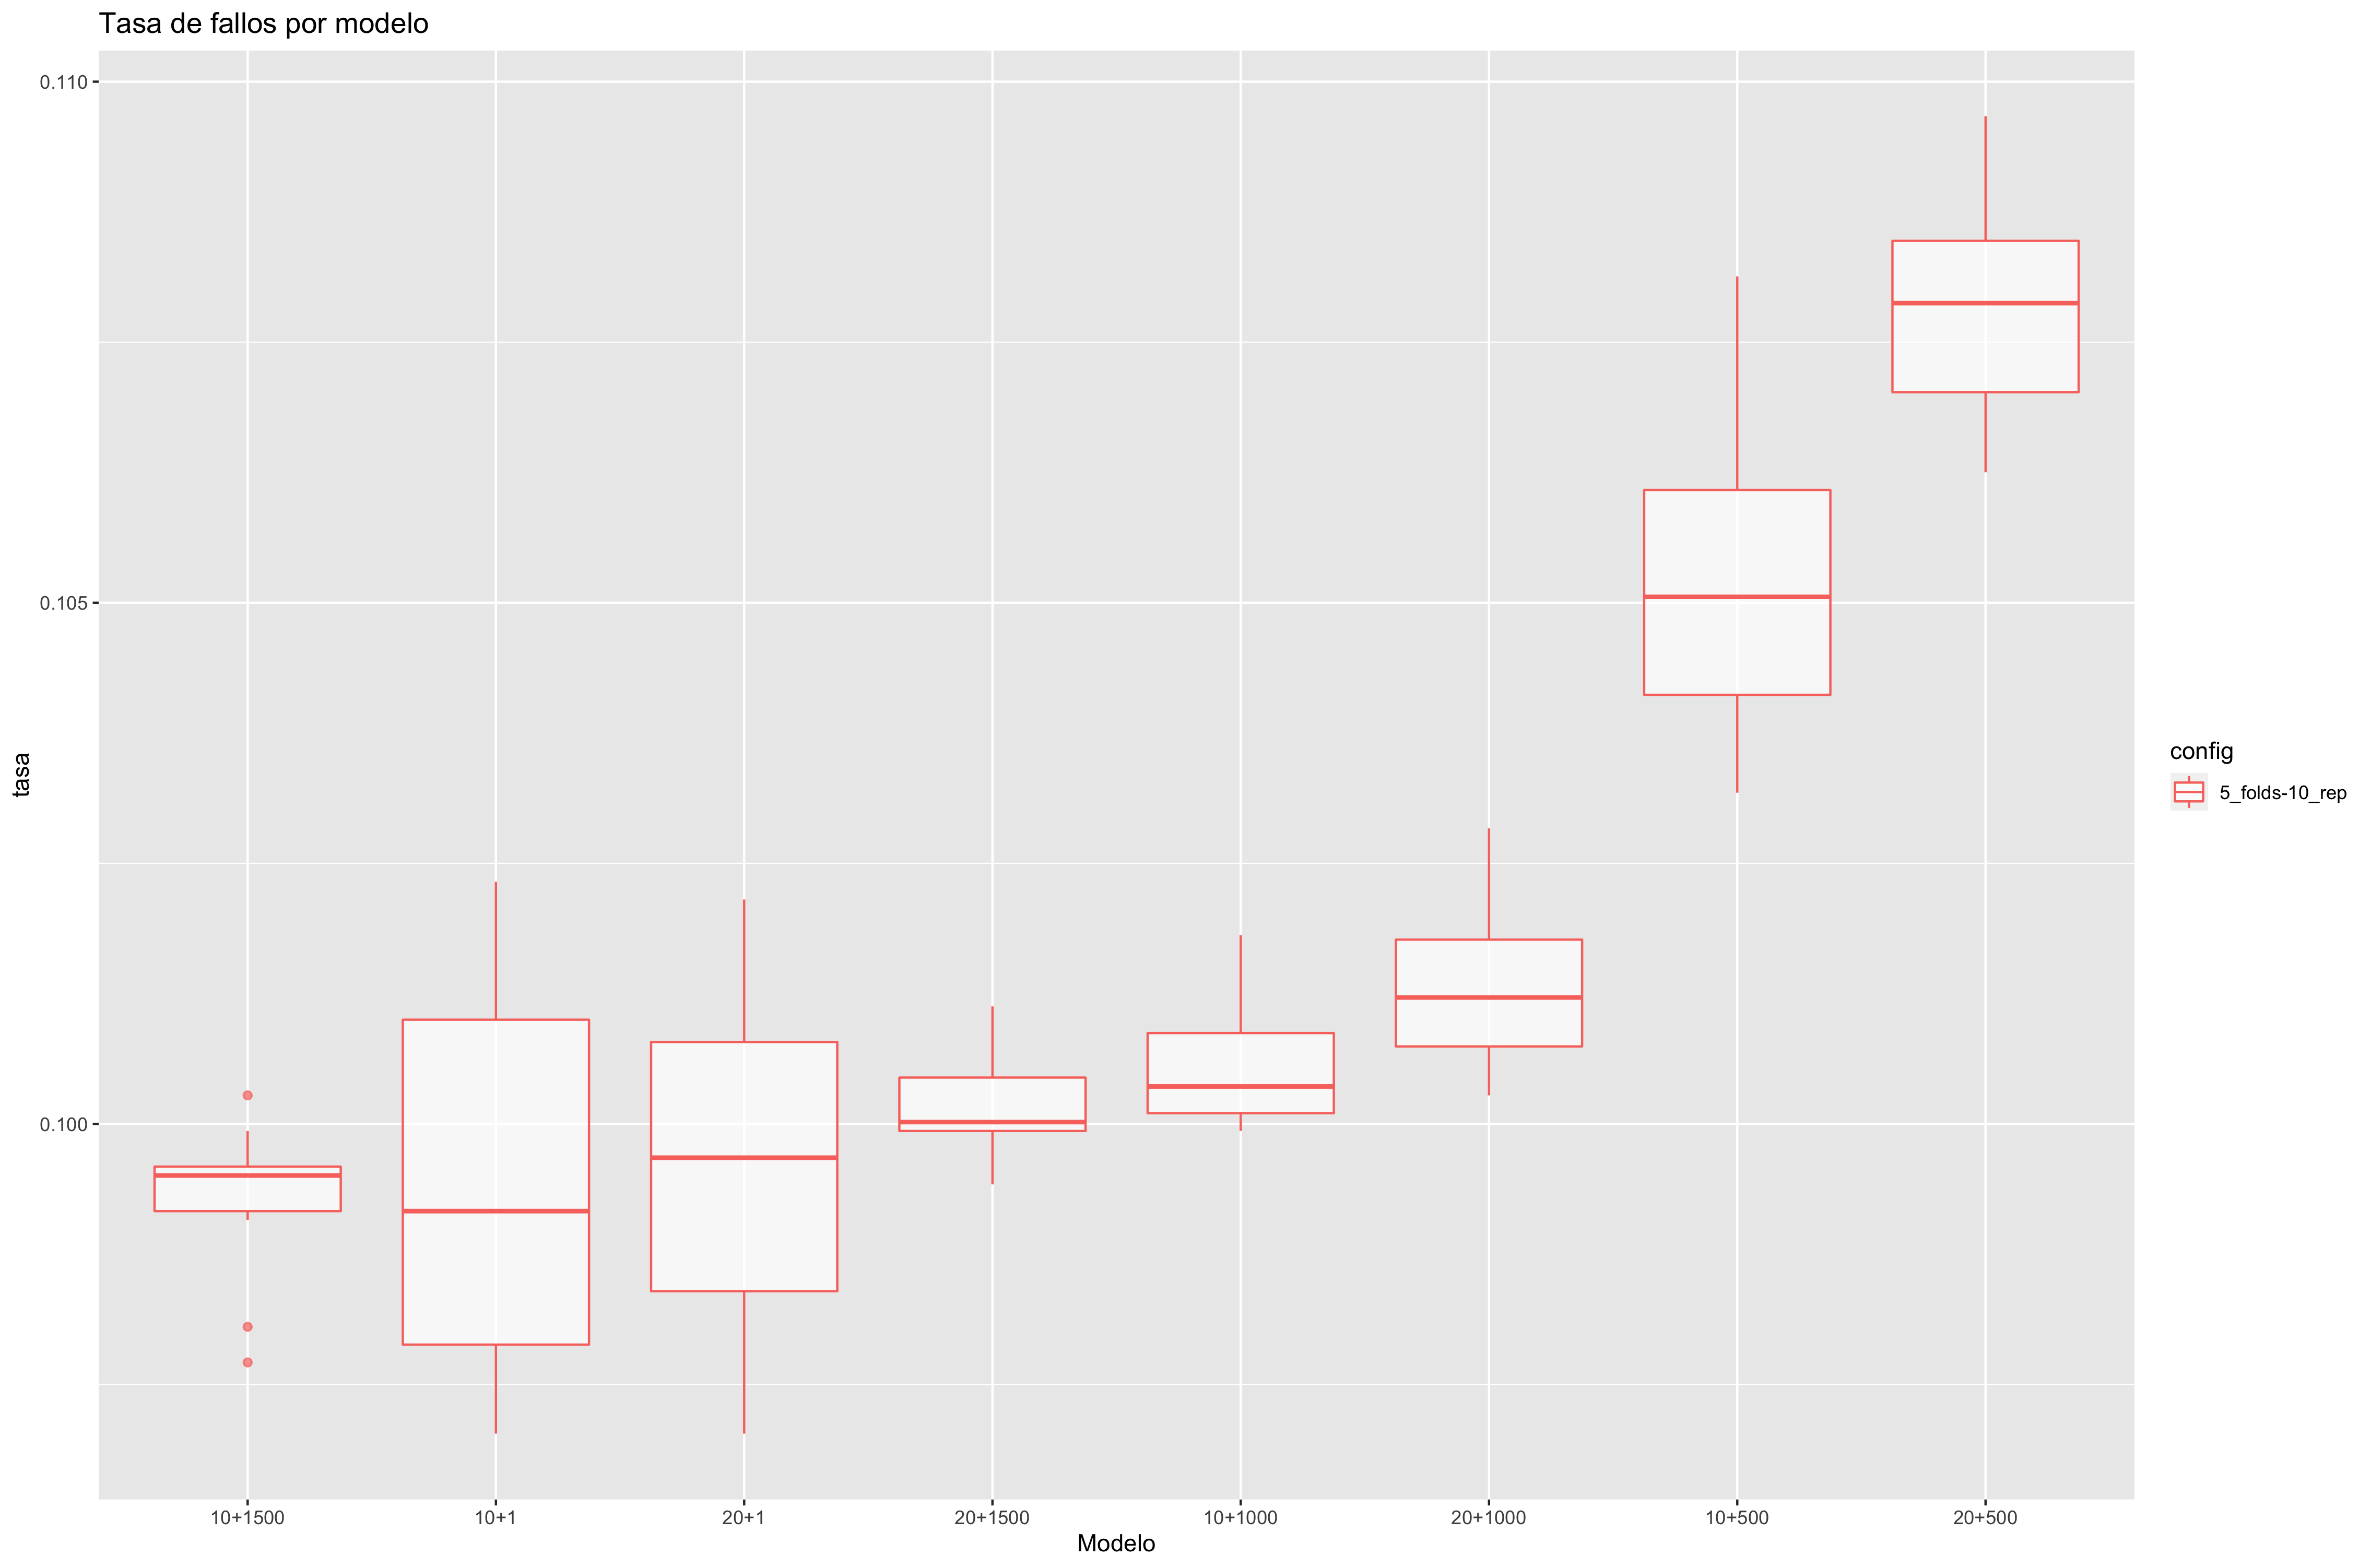 Tasa de fallos por modelo
0.110
0.105
0.100
tasa
10+1500
10+1
20+1
20+1500
10+1000
20+1000
10+500
20+500
Modelo
config
5_folds-10_rep